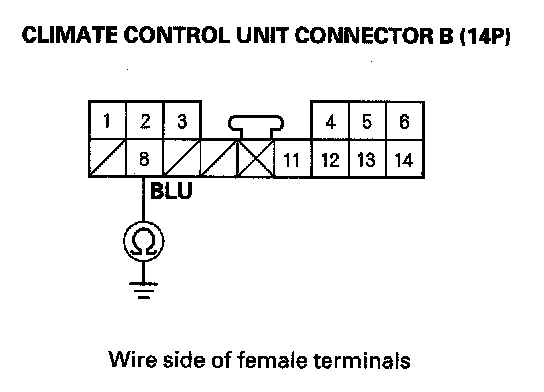 CLIMATE CONTROL UNIT CONNECTOR B (14P)
1 2 3 4 5 6
8 11 12 13 14
BLU
Ω
Wire side of female terminals